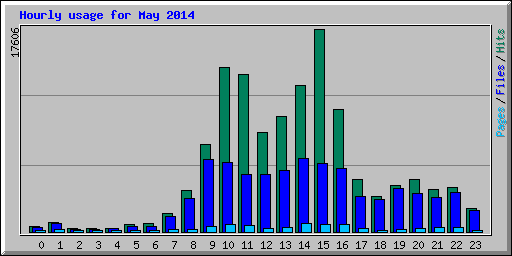 Hourly usage for May 2014
17606
Pages / Files / Hits
0 1 2 3 4 5 6 7 8 9 10 11 12 13 14 15 16 17 18 19 20 21 22 23